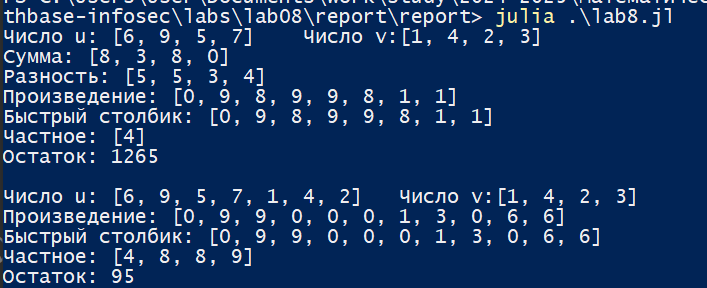 thbase-infosec\labs\lab08\report\report> julia .\lab8.jl
Число u: [6, 9, 5, 7]    Число v:[1, 4, 2, 3]
Сумма: [8, 3, 8, 0]
Разность: [5, 5, 3, 4]
Произведение: [0, 9, 8, 9, 9, 8, 1, 1]
Быстрый столбик: [0, 9, 8, 9, 9, 8, 1, 1]
Частное: [4]
Остаток: 1265
Число u: [6, 9, 5, 7, 1, 4, 2]   Число v:[1, 4, 2, 3]
Произведение: [0, 9, 9, 0, 0, 0, 1, 3, 0, 6, 6]
Быстрый столбик: [0, 9, 9, 0, 0, 0, 1, 3, 0, 6, 6]
Частное: [4, 8, 8, 9]
Остаток: 95